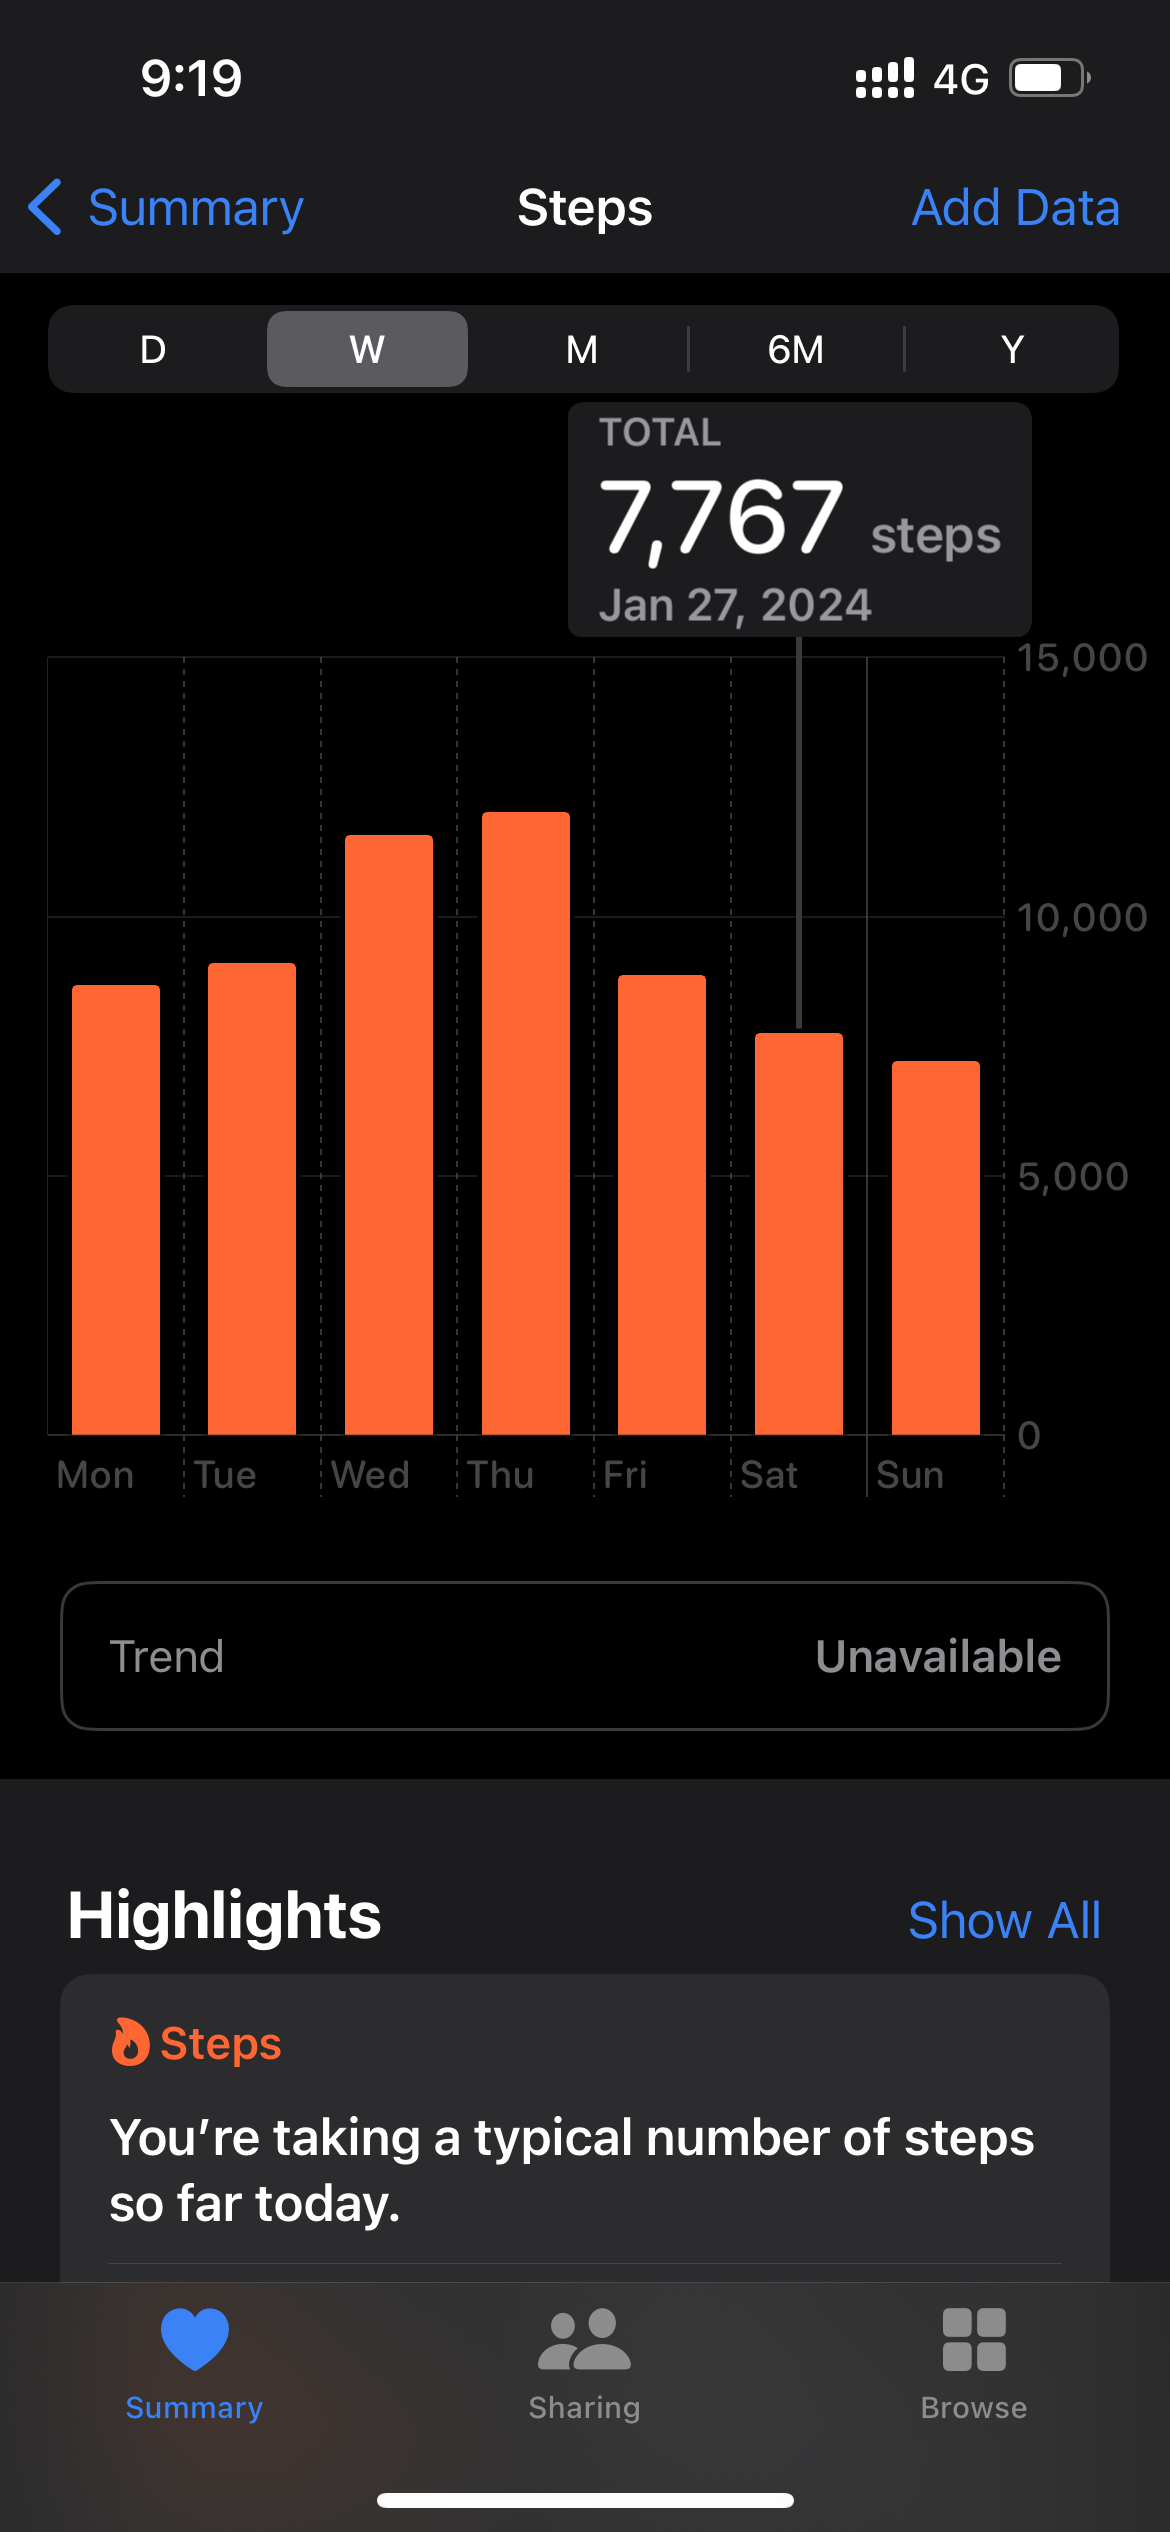 9:19 4G
Summary Steps Add Data
D W M 6M Y
TOTAL
7,767 steps
Jan 27, 2024
15,000
10,000
5,000
0
Mon Tue Wed Thu Fri Sat Sun
Trend Unavailable
Highlights Show All
Steps
You’re taking a typical number of steps
so far today.
Summary Sharing Browse